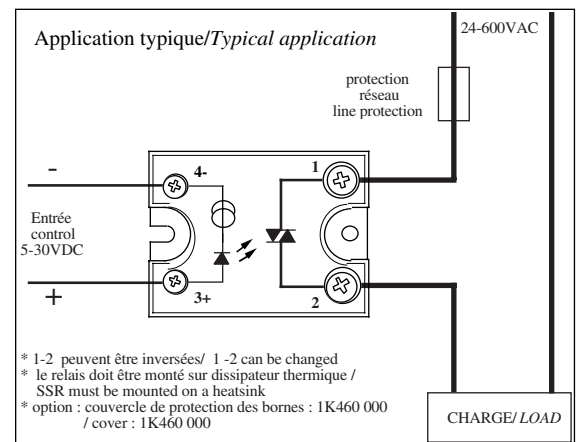 Application typique/Typical application
24-600VAC
protection
réseau
line protection
-
4-
1
Entrée
control
5-30VDC
+
3+
2
* 1-2 peuvent être inversées/ 1 -2 can be changed
* le relais doit être monté sur dissipateur thermique /
SSR must be mounted on a heatsink
* option : couvercle de protection des bornes : 1K460 000
/ cover : 1K460 000
CHARGE/LOAD